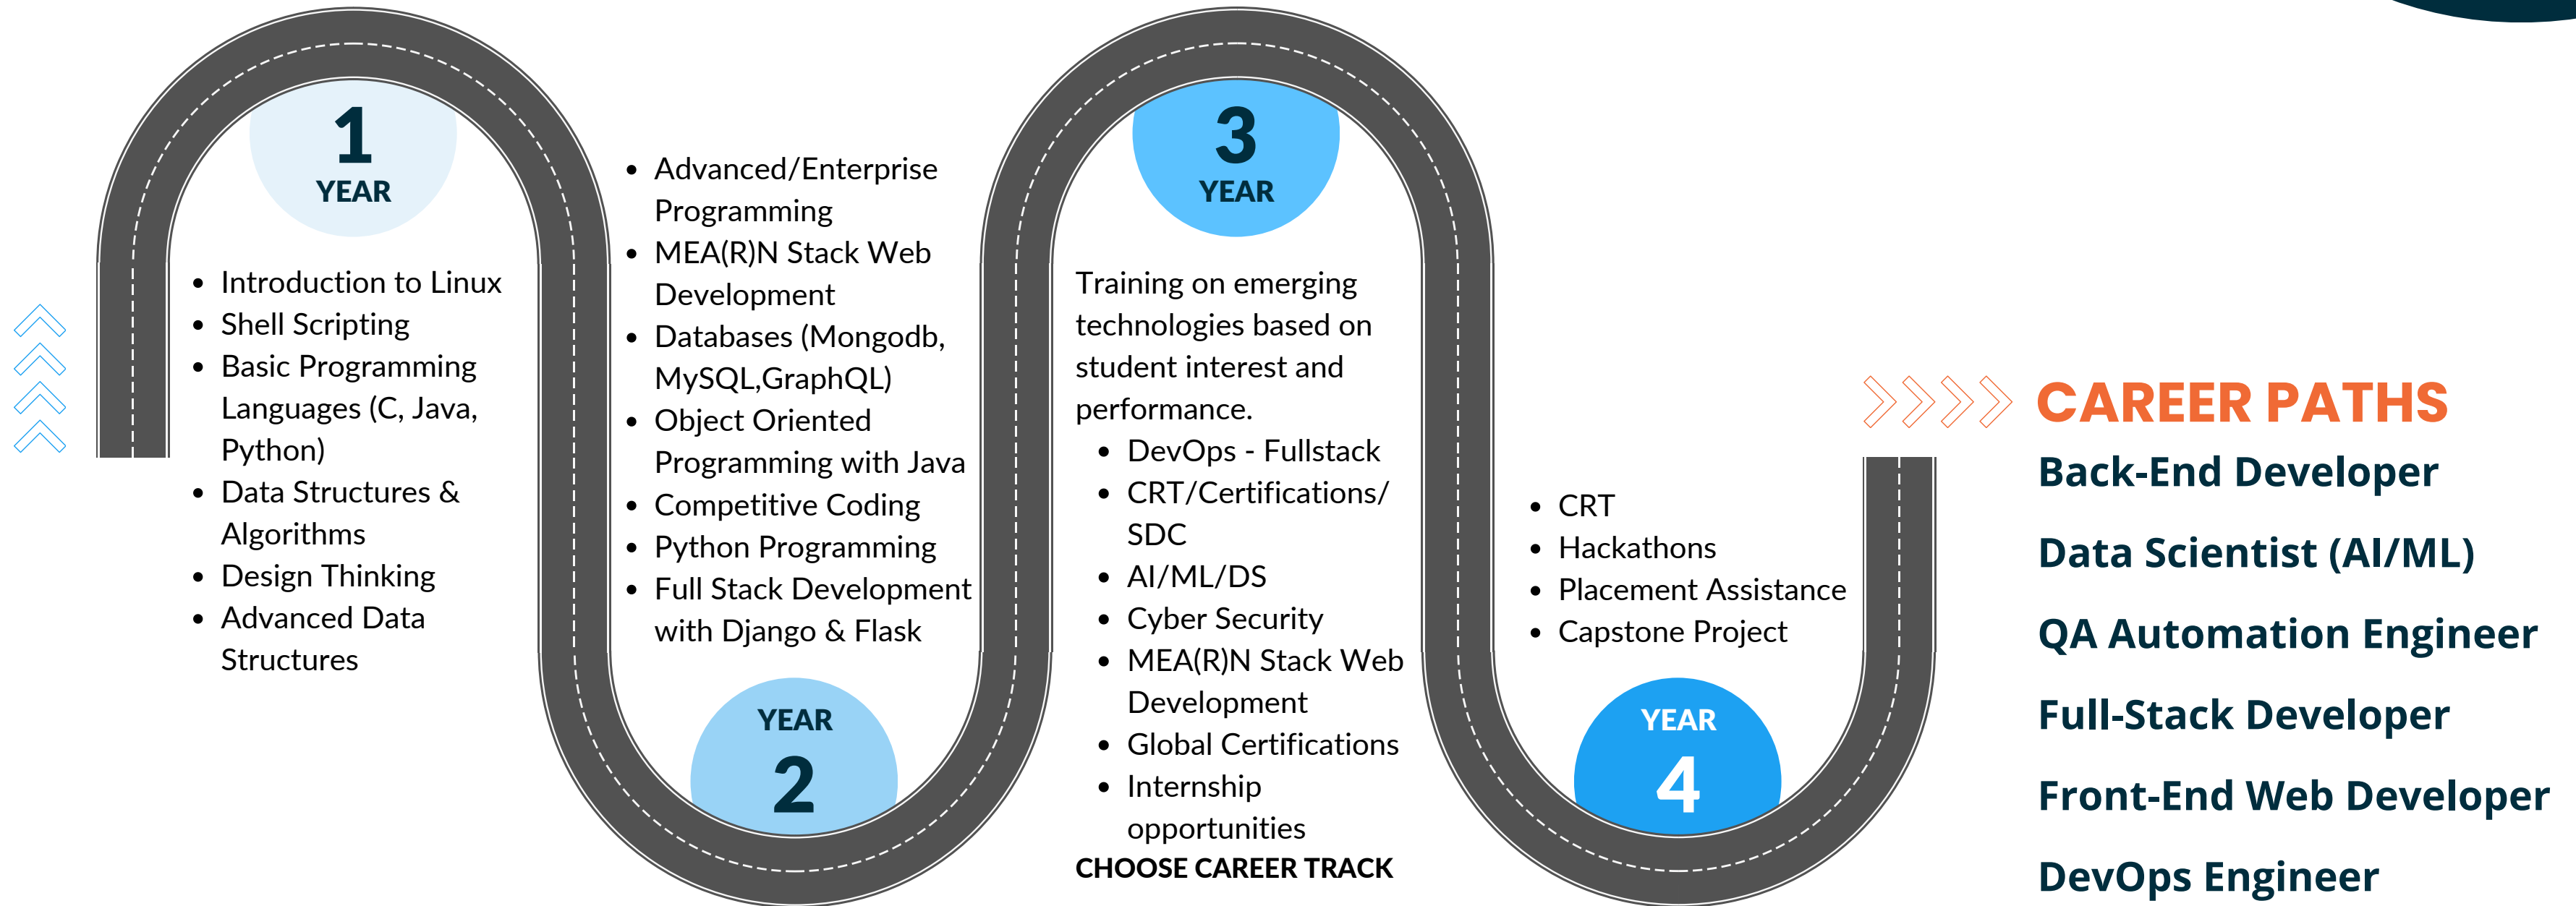 1
YEAR
• Introduction to Linux
• Shell Scripting
• Basic Programming
Languages (C, Java,
Python)
• Data Structures &
Algorithms
• Design Thinking
• Advanced Data
Structures
• Advanced/Enterprise
Programming
• MEA(R)N Stack Web
Development
• Databases (Mongodb,
MySQL,GraphQL)
• Object Oriented
Programming with Java
• Competitive Coding
• Python Programming
• Full Stack Development
with Django & Flask
YEAR
2
3
YEAR
Training on emerging
technologies based on
student interest and
performance.
• DevOps - Fullstack
• CRT/Certifications/
SDC
• AI/ML/DS
• Cyber Security
• MEA(R)N Stack Web
Development
• Global Certifications
• Internship
opportunities
CHOOSE CAREER TRACK
• CRT
• Hackathons
• Placement Assistance
• Capstone Project
YEAR
4
CAREER PATHS
Back-End Developer
Data Scientist (AI/ML)
QA Automation Engineer
Full-Stack Developer
Front-End Web Developer
DevOps Engineer